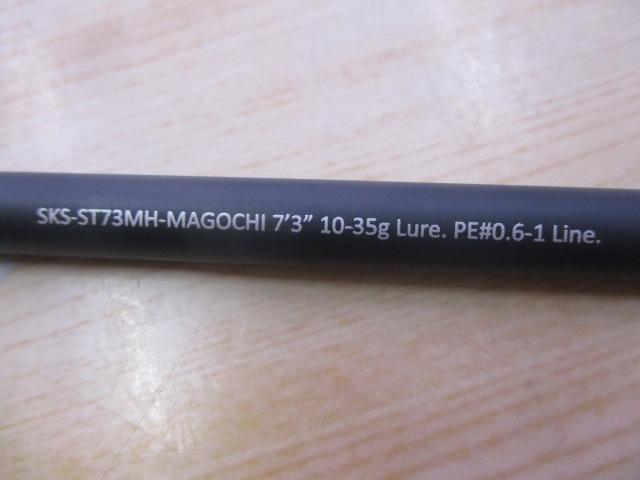 SKS-ST73MH-MAGOCHI 7’3” 10-35g Lure. PE#0.6-1 Line.